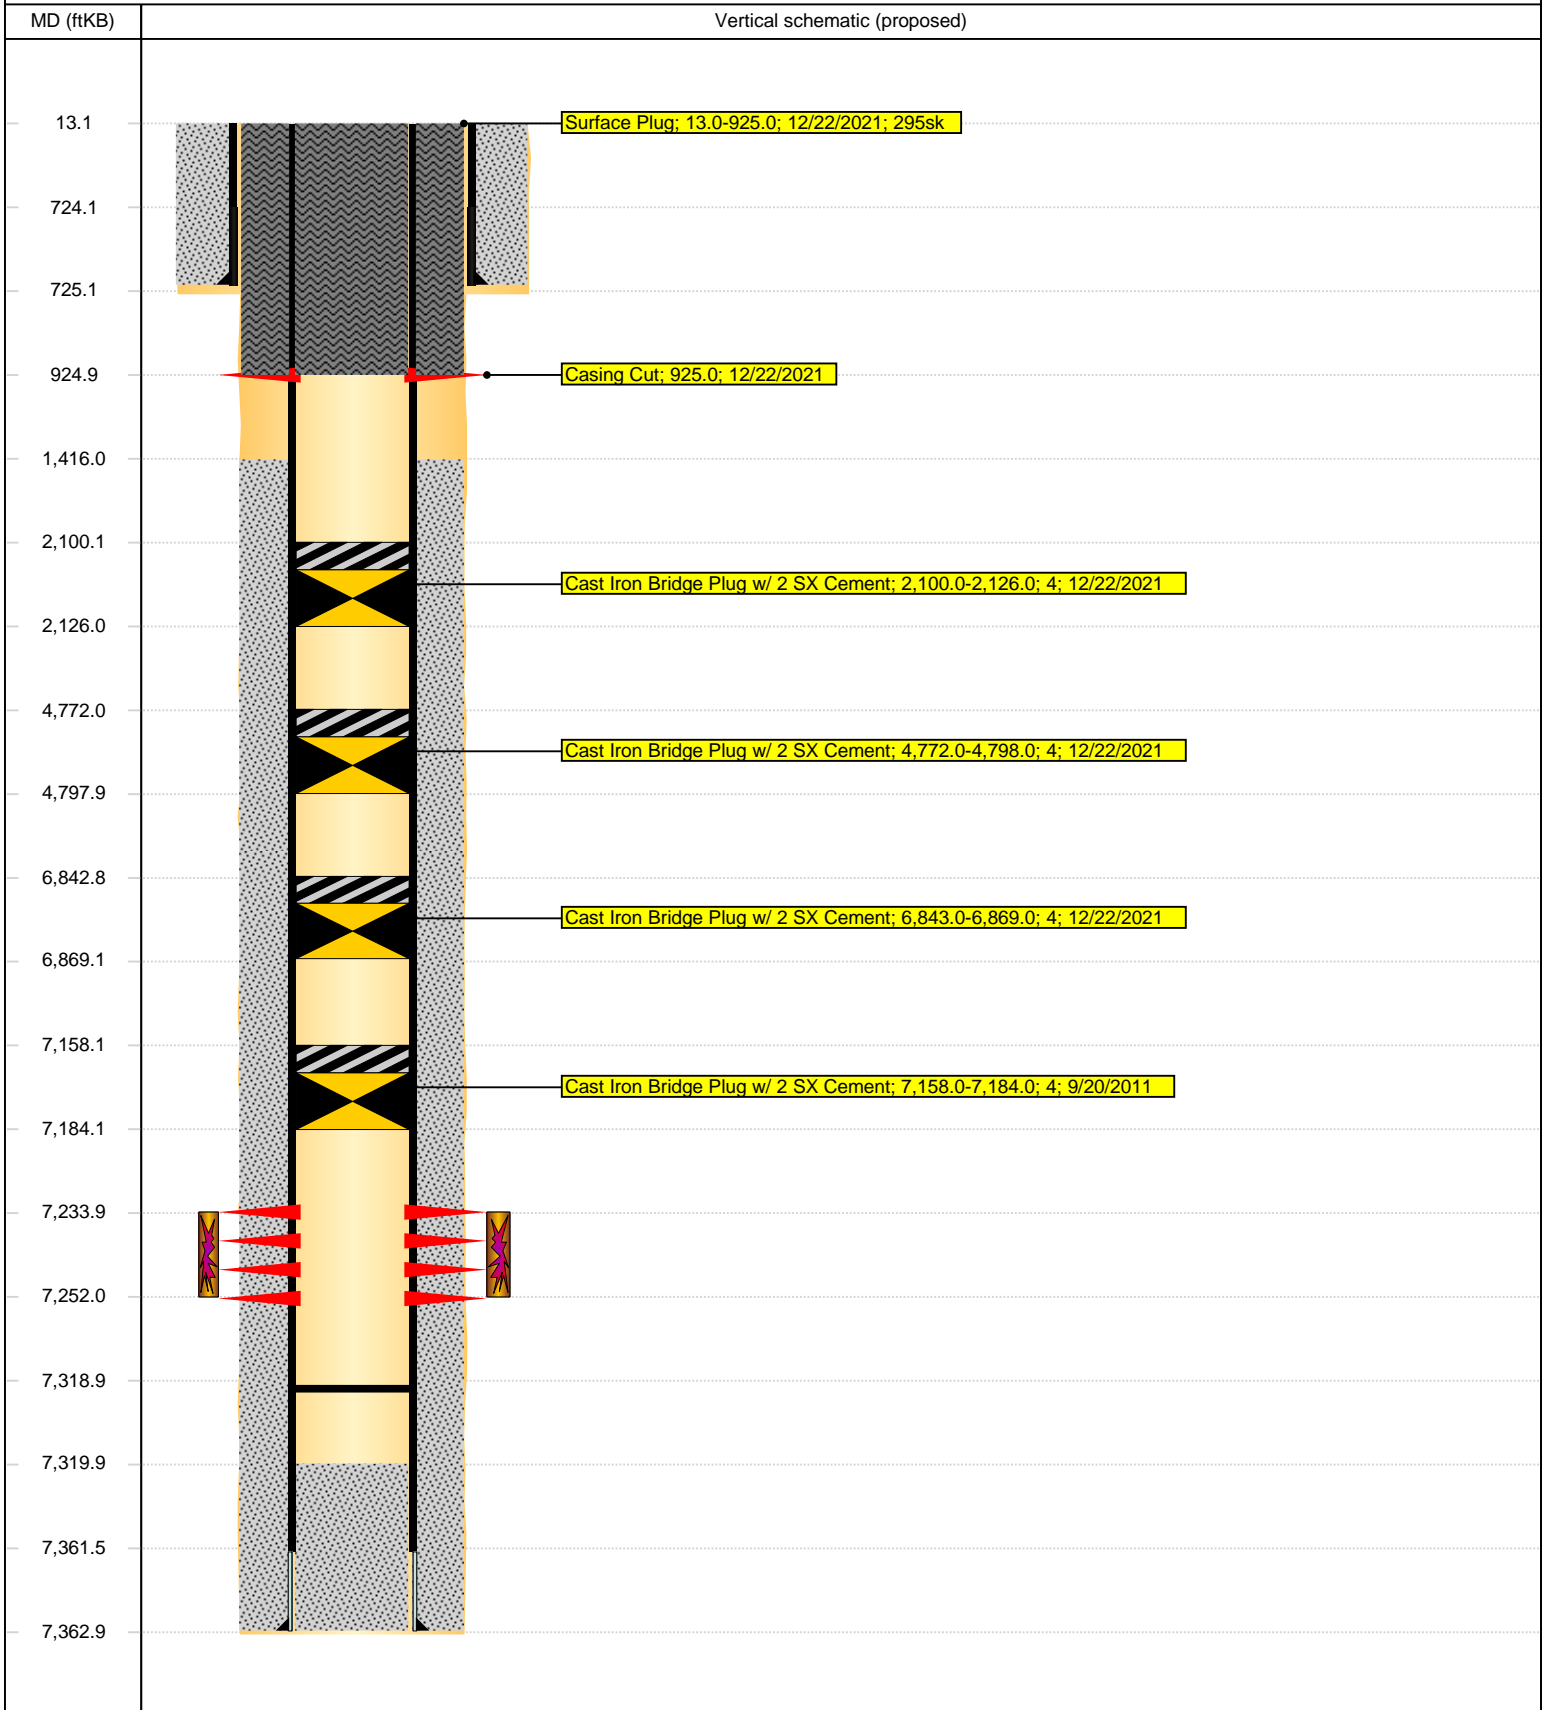 MD (ftKB)
Vertical schematic (proposed)
13.1
Surface Plug; 13.0-925.0; 12/22/2021; 295sk
724.1
725.1
924.9
Casing Cut; 925.0; 12/22/2021
1,416.0
2,100.1
Cast Iron Bridge Plug w/ 2 SX Cement; 2,100.0-2,126.0; 4; 12/22/2021
2,126.0
4,772.0
Cast Iron Bridge Plug w/ 2 SX Cement; 4,772.0-4,798.0; 4; 12/22/2021
4,797.9
6,842.8
Cast Iron Bridge Plug w/ 2 SX Cement; 6,843.0-6,869.0; 4; 12/22/2021
6,869.1
7,158.1
Cast Iron Bridge Plug w/ 2 SX Cement; 7,158.0-7,184.0; 4; 9/20/2011
7,184.1
7,233.9
7,252.0
7,318.9
7,319.9
7,361.5
7,362.9